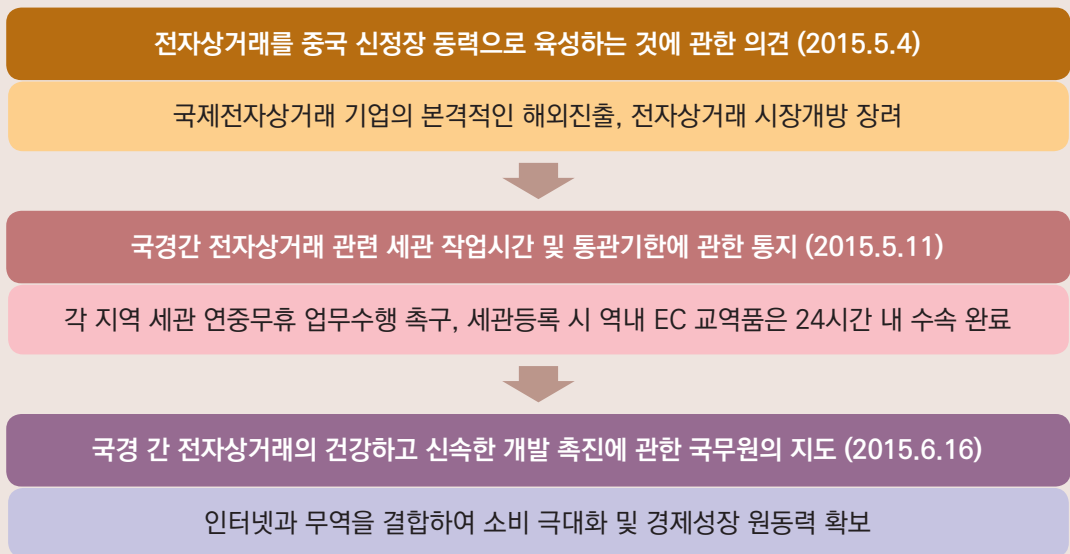 전자상거래를 중국 신정장 동력으로 육성하는 것에 관한 의견 (2015.5.4)
국제전자상거래 기업의 본격적인 해외진출, 전자상거래 시장개방 장려
국경간 전자상거래 관련 세관 작업시간 및 통관기한에 관한 통지 (2015.5.11)
각 지역 세관 연중무휴 업무수행 촉구, 세관등록 시 역내 EC 교역품은 24시간 내 수속 완료
국경 간 전자상거래의 건강하고 신속한 개발 촉진에 관한 국무원의 지도 (2015.6.16)
인터넷과 무역을 결합하여 소비 극대화 및 경제성장 원동력 확보